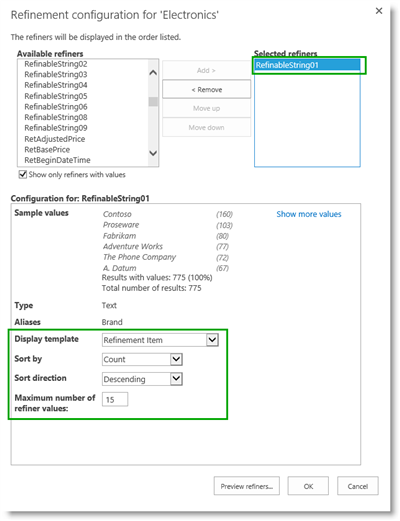 Refinement configuration for 'Electronics'
The refiners will be displayed in the order listed.
Available refiners
Selected refiners
RefinableString02
RefinableString03
RefinableString04
RefinableString05
RefinableString06
RefinableString08
RefinableString09
RetAdjustedPrice
RetBasePrice
RetBeginDateTime
Add >
< Remove
Move up
Move down
RefinableString01
Show only refiners with values
Configuration for: RefinableString01
Sample values
Contoso (160)
Proseware (103)
Fabrikam (80)
Adventure Works (77)
The Phone Company (72)
A. Datum (67)
Show more values
Results with values: 775 (100%)
Total number of results: 775
Type Text
Aliases Brand
Display template Refinement Item
Sort by Count
Sort direction Descending
Maximum number of
refiner values: 15
Preview refiners... OK Cancel